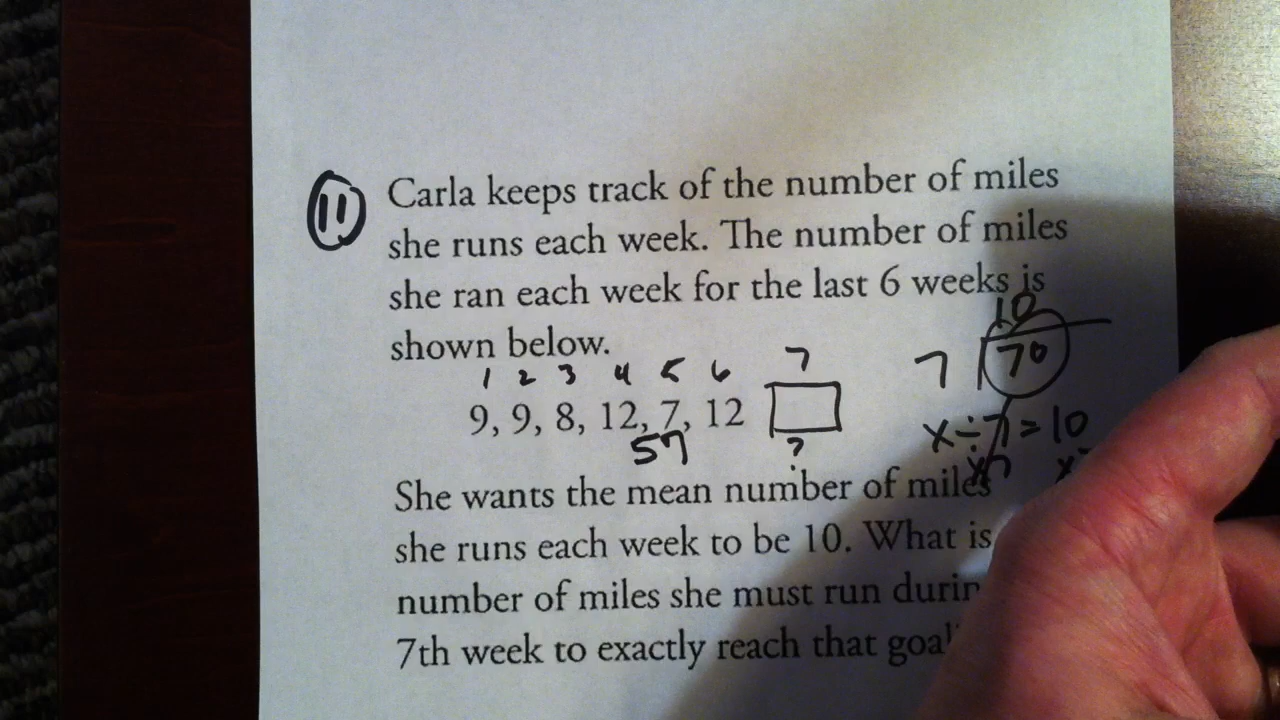 11
Carla keeps track of the number of miles
she runs each week. The number of miles
she ran each week for the last 6 weeks is
shown below.
10
7 70
1 2 3 4 5 6 7
9, 9, 8, 12, 7, 12
x÷7=10
57 ?
x7 x
She wants the mean number of miles
she runs each week to be 10. What is
number of miles she must run durin
7th week to exactly reach that goal